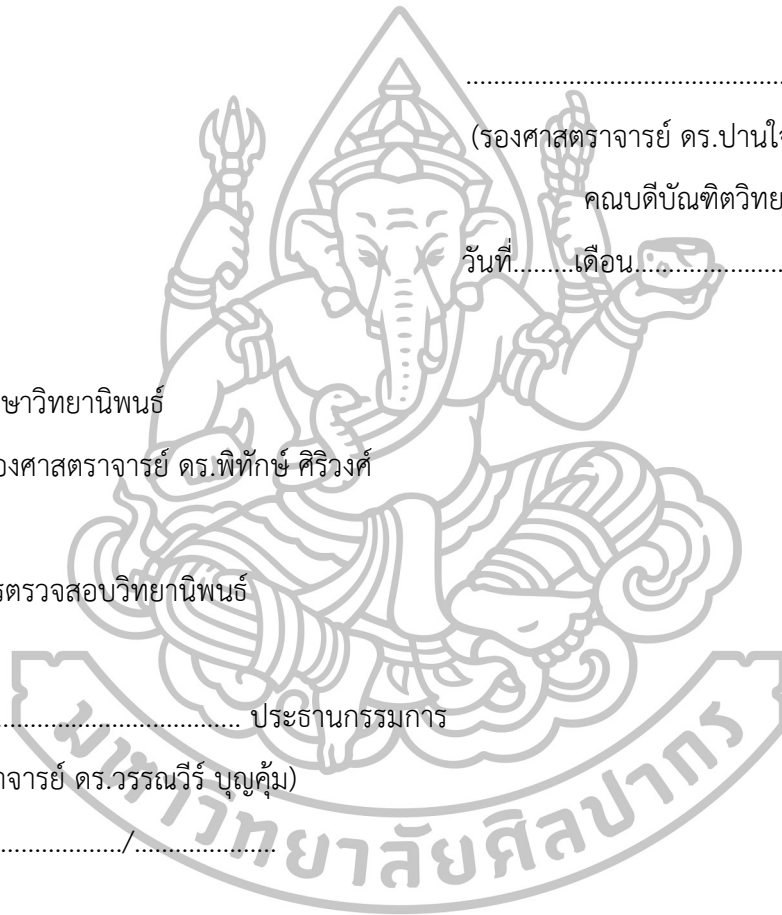 ......................................................
(รองศาสตราจารย์ ดร.ปานใจ
คณบดีบัณฑิตวิทย
วันที่.........เดือน......................
ษาวิทยานิพนธ์
องศาสตราจารย์ ดร.พิทักษ์ ศิริวงศ์
รตรวจสอบวิทยานิพนธ์
.................................... ประธานกรรมการ
าจารย์ ดร.วรรณวีร์ บุญคุ้ม)
................../....................
มหาวิทยาลัยศิลปากร